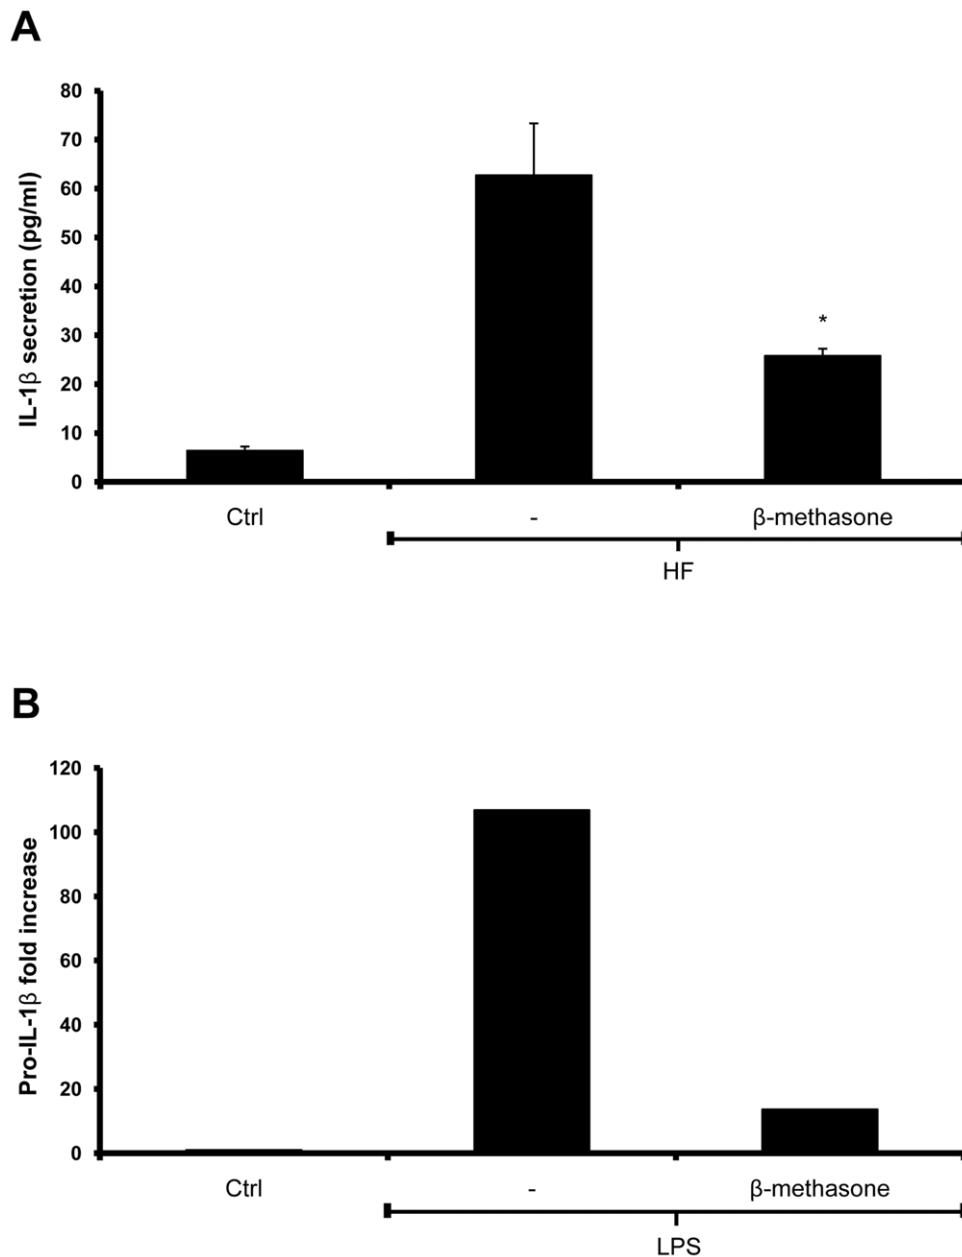 A
IL-1β secretion (pg/ml)
80
70
60
50
40
30
20
10
0
*
Ctrl - β-methasone
HF
B
Pro-IL-1β fold increase
120
100
80
60
40
20
0
Ctrl - β-methasone
LPS